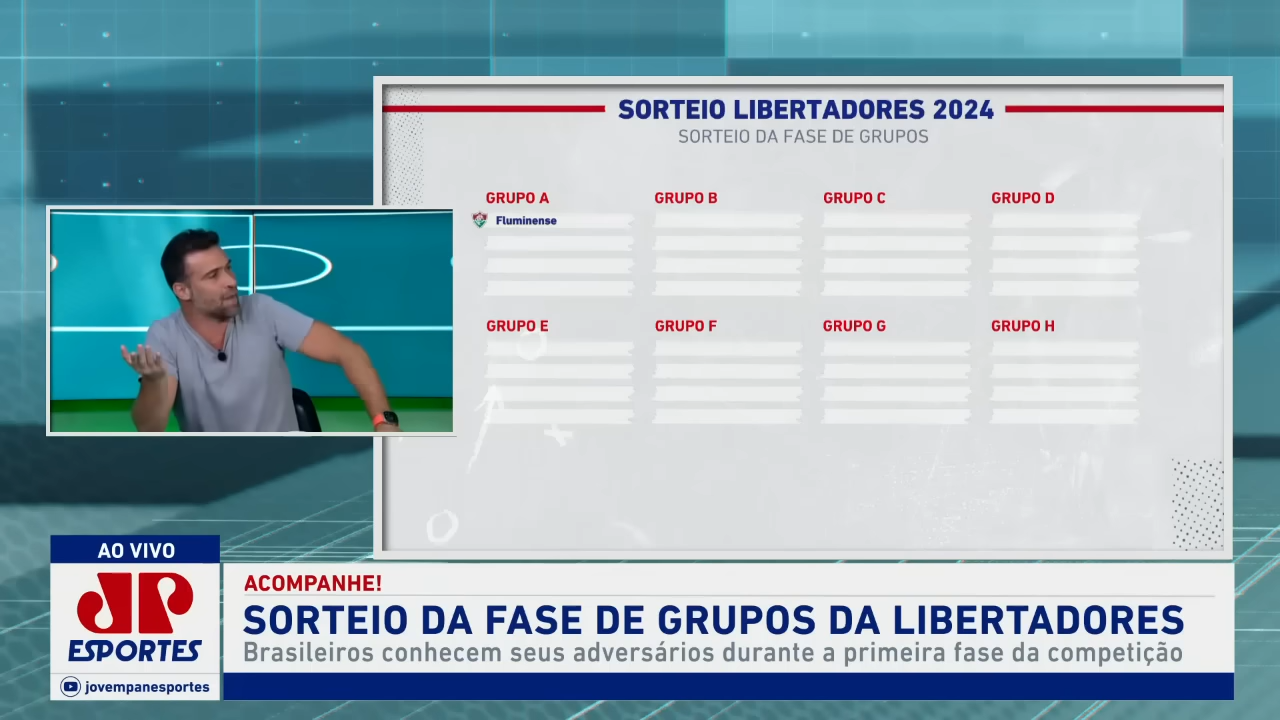 SORTEIO LIBERTADORES 2024
SORTEIO DA FASE DE GRUPOS
GRUPO A
Fluminense
GRUPO B
GRUPO C
GRUPO D
GRUPO E
GRUPO F
GRUPO G
GRUPO H
AO VIVO
JP
ESPORTES
jovempanesportes
ACOMPANHE!
SORTEIO DA FASE DE GRUPOS DA LIBERTADORES
Brasileiros conhecem seus adversários durante a primeira fase da competição